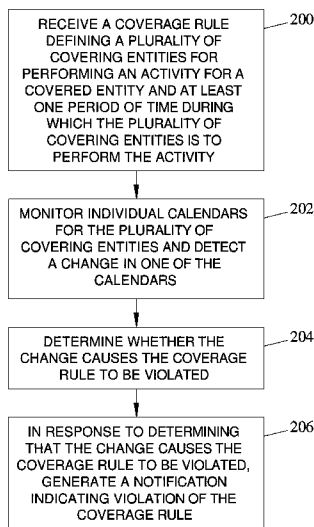 RECEIVE A COVERAGE RULE
DEFINING A PLURALITY OF
COVERING ENTITIES FOR
PERFORMING AN ACTIVITY FOR A
COVERED ENTITY AND AT LEAST
ONE PERIOD OF TIME DURING
WHICH THE PLURALITY OF
COVERING ENTITIES IS TO
PERFORM THE ACTIVITY
200
MONITOR INDIVIDUAL CALENDARS
FOR THE PLURALITY OF
COVERING ENTITIES AND DETECT
A CHANGE IN ONE OF THE
CALENDARS
202
DETERMINE WHETHER THE
CHANGE CAUSES THE COVERAGE
RULE TO BE VIOLATED
204
IN RESPONSE TO DETERMINING
THAT THE CHANGE CAUSES THE
COVERAGE RULE TO BE VIOLATED,
GENERATE A NOTIFICATION
INDICATING VIOLATION OF THE
COVERAGE RULE
206